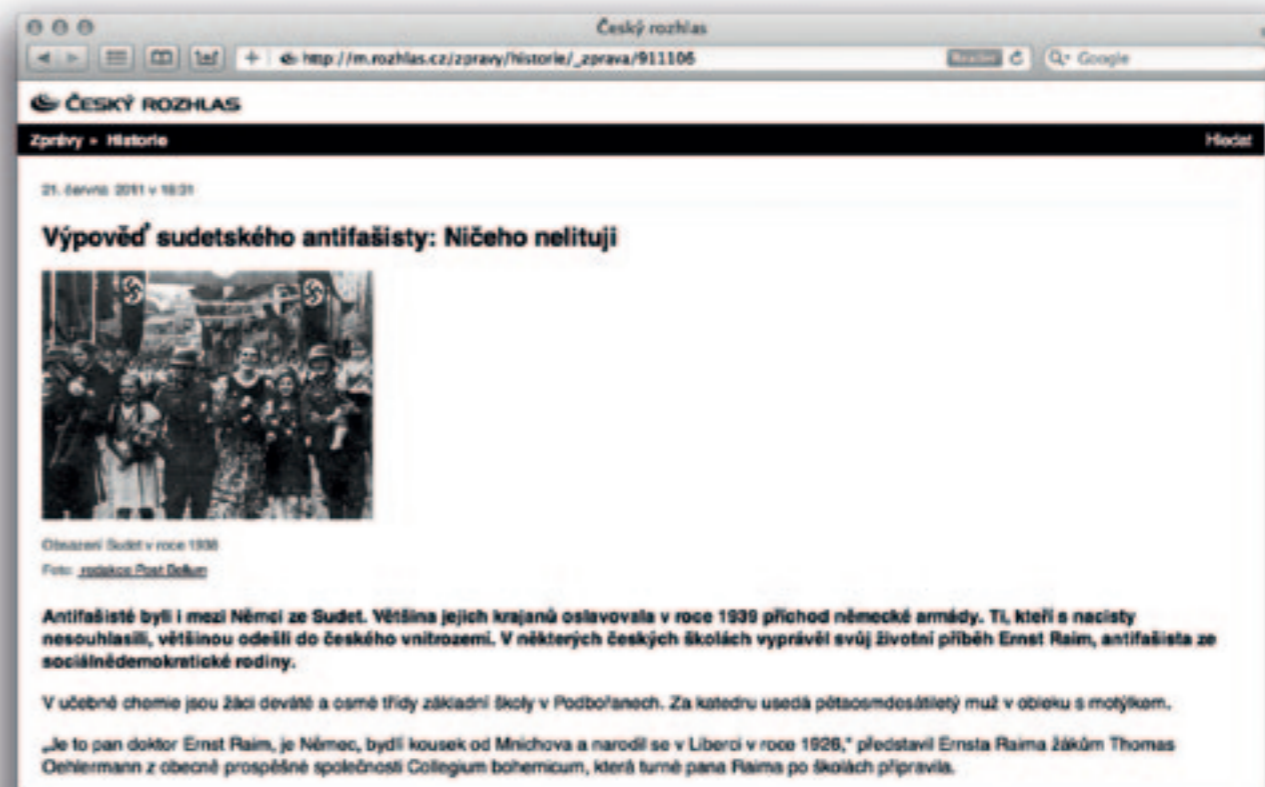 Český rozhlas
+ http://m.rozhlas.cz/zpravy/historie/_zprava/911106 Reader Google
ČESKÝ ROZHLAS
Zprávy » Historie Hledat
21. června 2011 v 18:31
Výpověď sudetského antifašisty: Ničeho nelituji
Obsazení Sudet v roce 1938
Foto: redakce Post Bellum
Antifašisté byli i mezi Němci ze Sudet. Většina jejich krajanů oslavovala v roce 1939 příchod německé armády. Ti, kteří s nacisty
nesouhlasili, většinou odešli do českého vnitrozemí. V některých českých školách vyprávěl svůj životní příběh Ernst Raim, antifašista ze
sociálnědemokratické rodiny.
V učebně chemie jsou žáci deváté a osmé třídy základní školy v Podbořanech. Za katedru usedá pětaosmdesátiletý muž v obleku s motýlkem.
„Je to pan doktor Ernst Raim, je Němec, bydlí kousek od Mnichova a narodil se v Liberci v roce 1926,“ představil Ernsta Raima žákům Thomas
Oehlermann z obecně prospěšné společnosti Collegium bohemicum, která turné pana Raima po školách připravila.